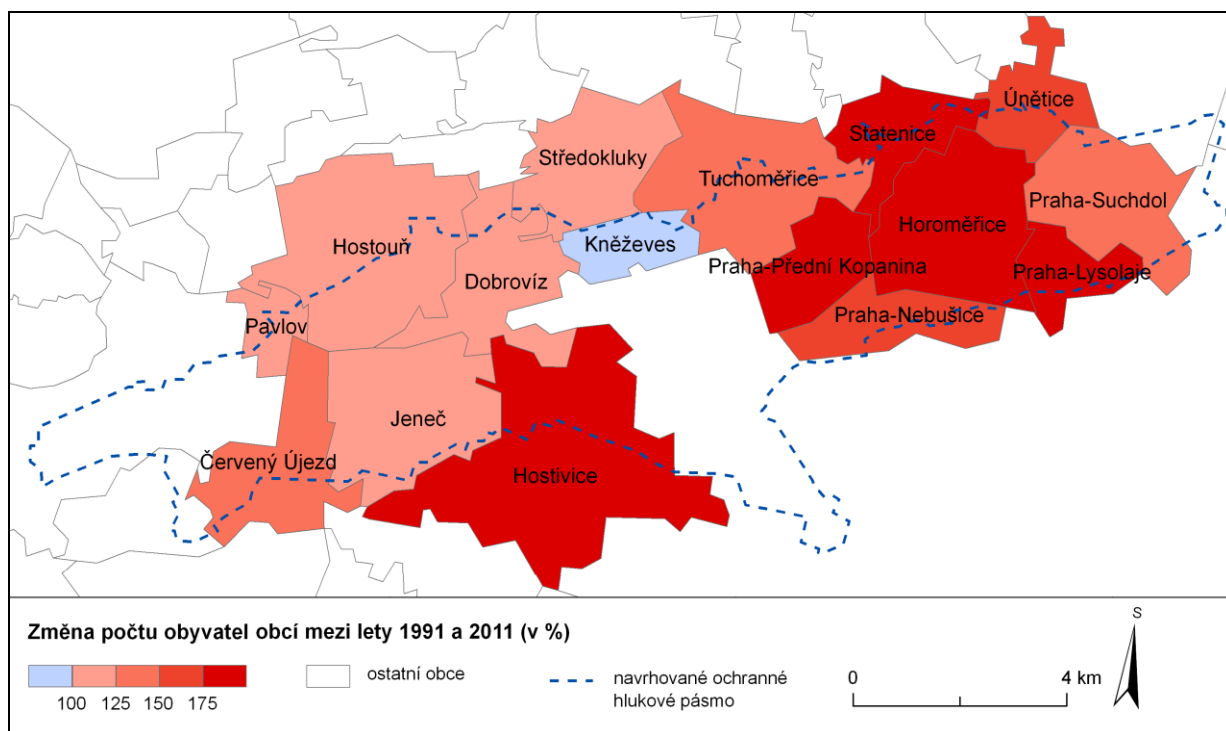 Únětice
Statenice
Středokluky
Tuchoměřice
Praha-Suchdol
Horoměřice
Hostouň
Kněževes
Praha-Přední Kopanina
Praha-Lysolaje
Dobrovíz
Praha-Nebušice
Pavlov
Jeneč
Červený Újezd
Hostivice
Změna počtu obyvatel obcí mezi lety 1991 a 2011 (v %)
100 125 150 175
ostatní obce
navrhované ochranné
hlukové pásmo
0 4 km
S